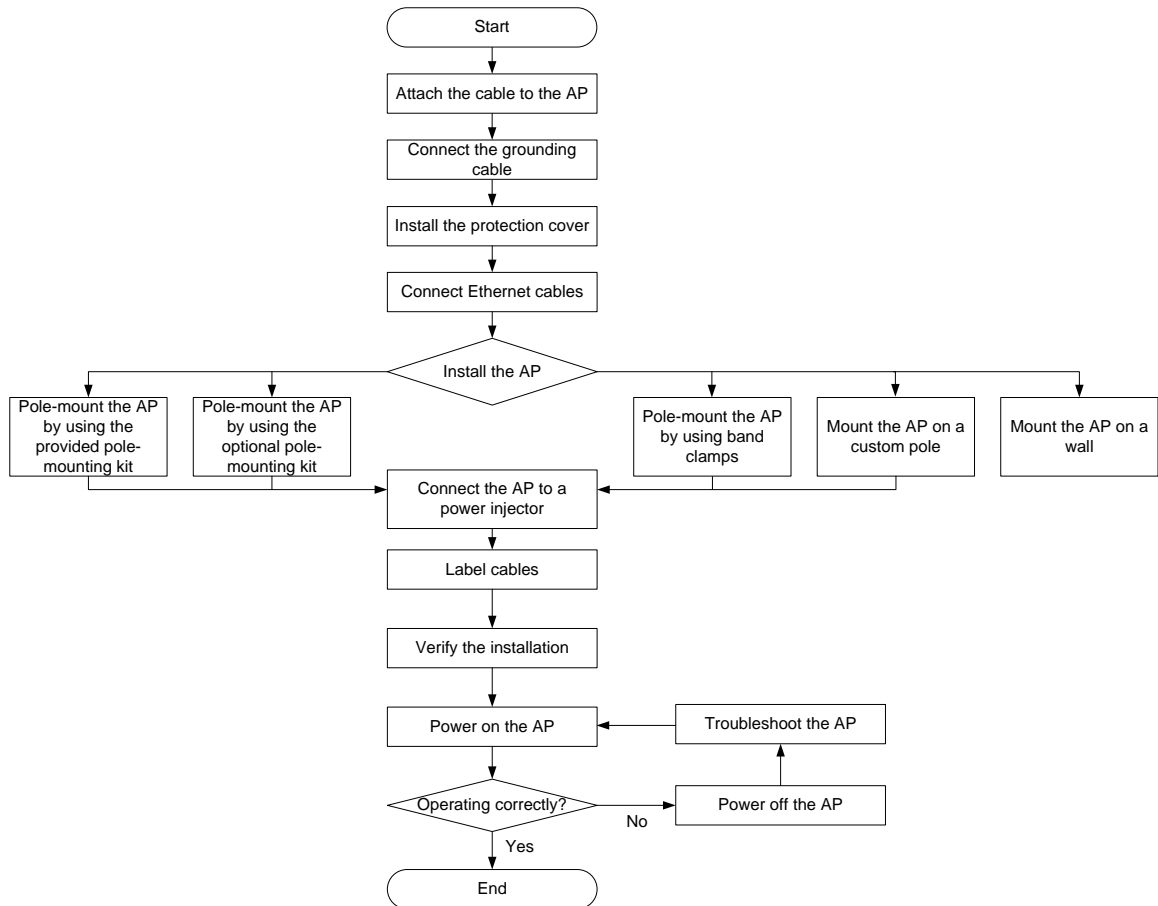 Start
Attach the cable to the AP
Connect the grounding
cable
Install the protection cover
Connect Ethernet cables
Install the AP
Pole-mount the AP
by using the
provided pole-
mounting kit
Pole-mount the AP
by using the
optional pole-
mounting kit
Pole-mount the AP
by using band
clamps
Mount the AP on a
custom pole
Mount the AP on a
wall
Connect the AP to a
power injector
Label cables
Verify the installation
Power on the AP
Troubleshoot the AP
Operating correctly?
No
Power off the AP
Yes
End